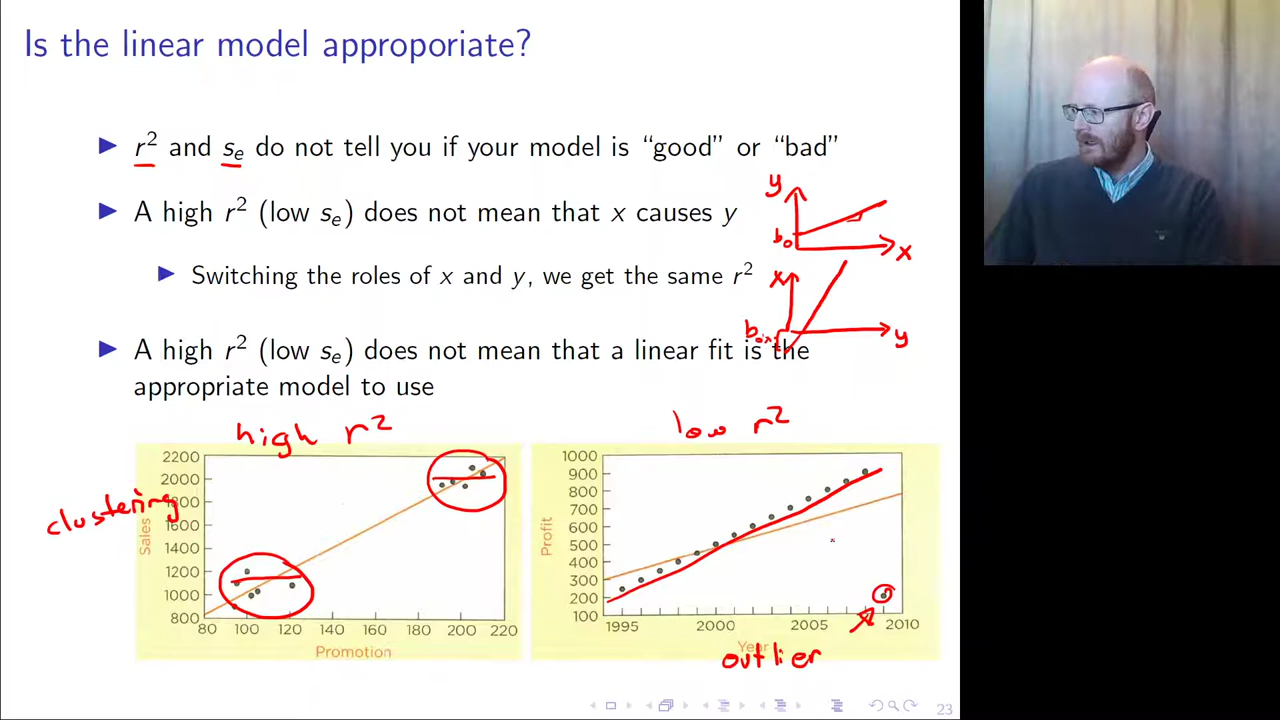 Is the linear model approporiate?
r² and sₑ do not tell you if your model is “good” or “bad”
A high r² (low sₑ) does not mean that x causes y
Switching the roles of x and y, we get the same r²
A high r² (low sₑ) does not mean that a linear fit is the
appropriate model to use
y
b₀
x
x
y
high r²
low r²
clustering
2200
2000
1800
1600
1400
1200
1000
800
Sales
80 100 120 140 160 180 200 220
Promotion
1000
900
800
700
600
500
400
300
200
100
Profit
1995 2000 2005 2010
Year
outlier
23